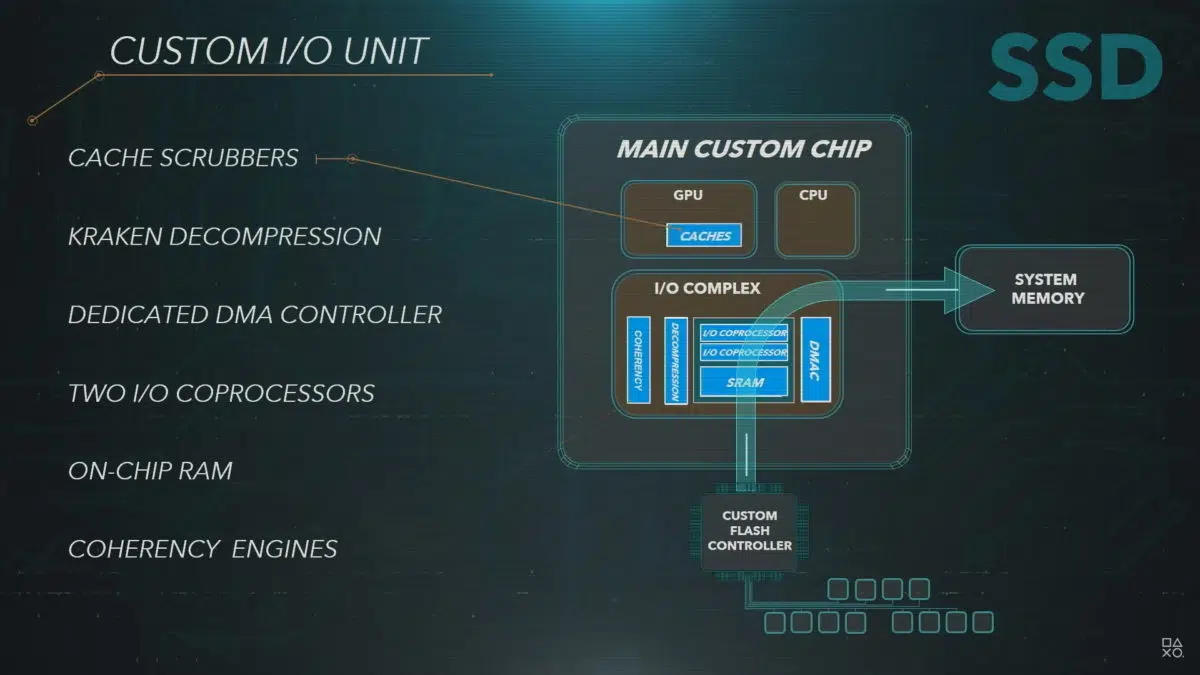 CUSTOM I/O UNIT
SSD
CACHE SCRUBBERS
KRAKEN DECOMPRESSION
DEDICATED DMA CONTROLLER
TWO I/O COPROCESSORS
ON-CHIP RAM
COHERENCY ENGINES
MAIN CUSTOM CHIP
GPU
CACHES
CPU
I/O COMPLEX
COHERENCY
DECOMPRESSION
I/O COPROCESSOR
I/O COPROCESSOR
SRAM
DMAC
SYSTEM
MEMORY
CUSTOM
FLASH
CONTROLLER